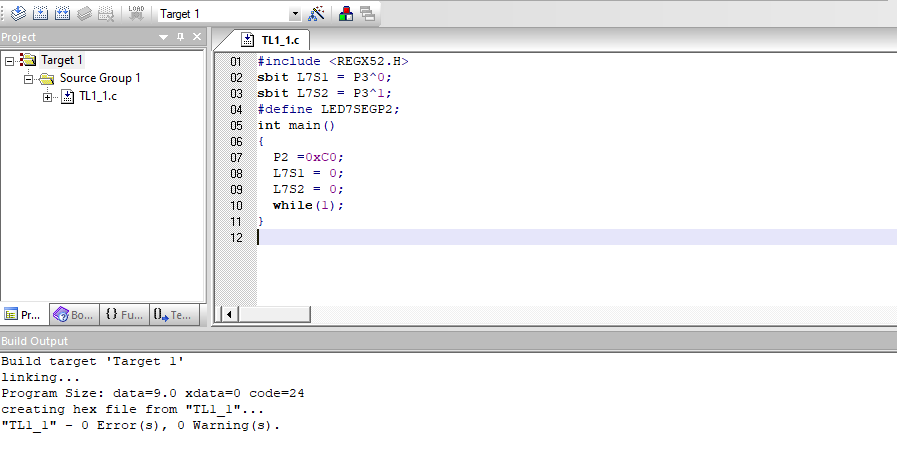 LOAD
Target 1
Project
TL1_1.c
Target 1
Source Group 1
TL1_1.c
01 #include <REGX52.H>
02 sbit L7S1 = P3^0;
03 sbit L7S2 = P3^1;
04 #define LED7SEGP2;
05 int main()
06 {
07 P2 =0xC0;
08 L7S1 = 0;
09 L7S2 = 0;
10 while(1);
11 }
12
Pr... Bo... {} Fu... 0 Te...
Build Output
Build target 'Target 1'
linking...
Program Size: data=9.0 xdata=0 code=24
creating hex file from "TL1_1"...
"TL1_1" - 0 Error(s), 0 Warning(s).